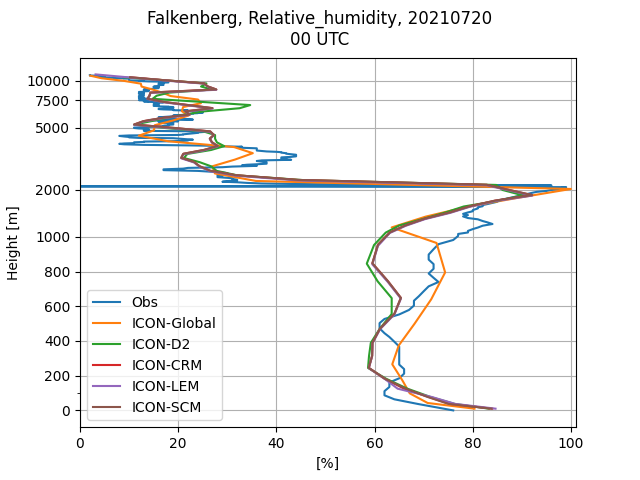 Falkenberg, Relative_humidity, 20210720
00 UTC
Height [m]
10000
7500
5000
2000
1000
800
600
400
200
0
Obs
ICON-Global
ICON-D2
ICON-CRM
ICON-LEM
ICON-SCM
0 20 40 60 80 100
[%]